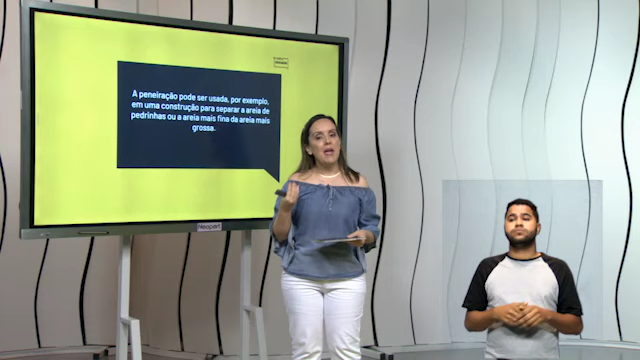 A peneiração pode ser usada, por exemplo,
em uma construção para separar a areia de
pedrinhas ou a areia mais fina da areia mais
grossa.